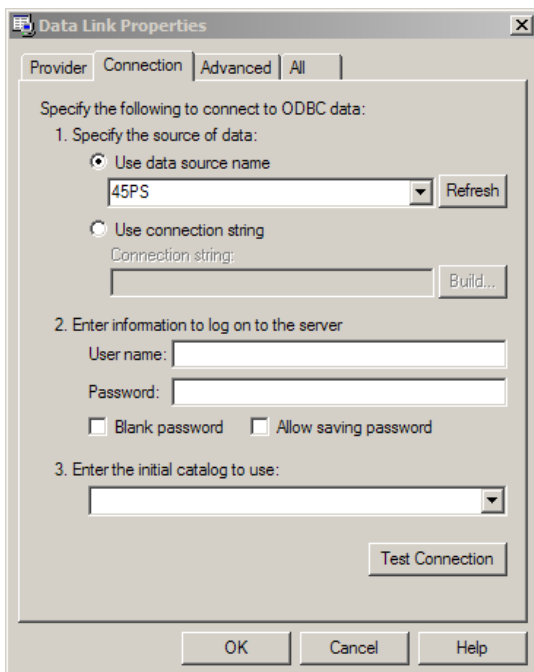 Data Link Properties
Provider Connection Advanced All
Specify the following to connect to ODBC data:
1. Specify the source of data:
Use data source name
45PS Refresh
Use connection string
Connection string:
Build...
2. Enter information to log on to the server
User name:
Password:
Blank password Allow saving password
3. Enter the initial catalog to use:
Test Connection
OK Cancel Help